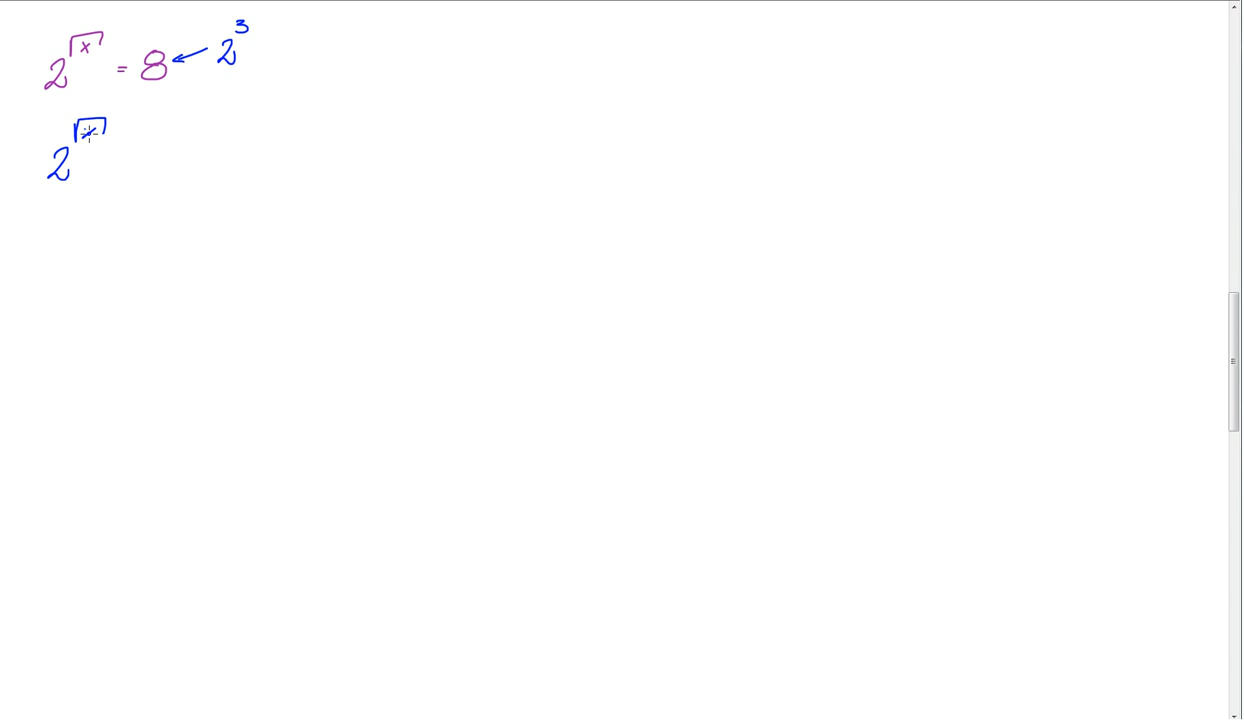 2^√x = 8 ← 2^3
2^√x